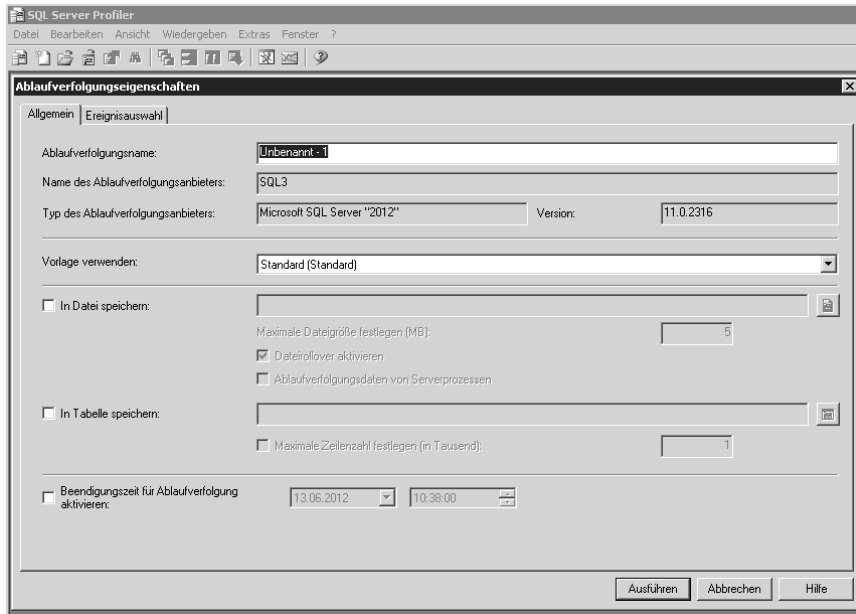 SQL Server Profiler
Datei Bearbeiten Ansicht Wiedergeben Extras Fenster ?
Ablaufverfolgungseigenschaften
Allgemein Ereignisauswahl
Ablaufverfolgungsname: Unbenannt - 1
Name des Ablaufverfolgungsanbieters: SQL3
Typ des Ablaufverfolgungsanbieters: Microsoft SQL Server "2012" Version: 11.0.2316
Vorlage verwenden: Standard (Standard)
In Datei speichern:
Maximale Dateigröße festlegen (MB): 5
Dateirollover aktivieren
Ablaufverfolgungsdaten von Serverprozessen
In Tabelle speichern:
Maximale Zeilenzahl festlegen (in Tausend): 1
Beendigungszeit für Ablaufverfolgung
aktivieren: 13.06.2012 10:38:00
Ausführen Abbrechen Hilfe